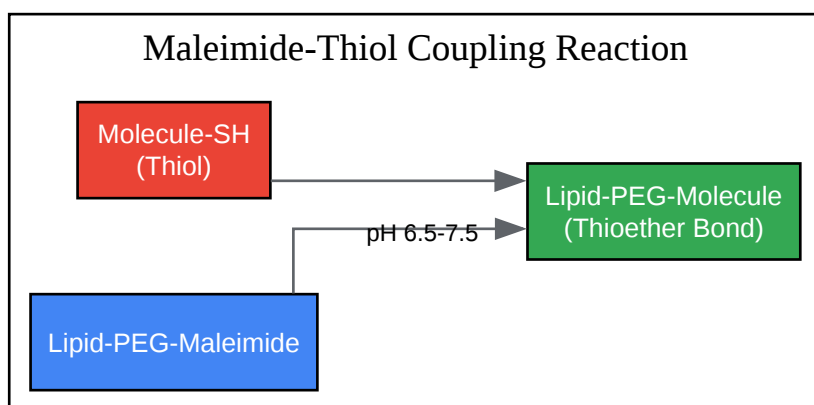 Maleimide-Thiol Coupling Reaction
Molecule-SH
(Thiol)
Lipid-PEG-Molecule
(Thioether Bond)
pH 6.5-7.5
Lipid-PEG-Maleimide